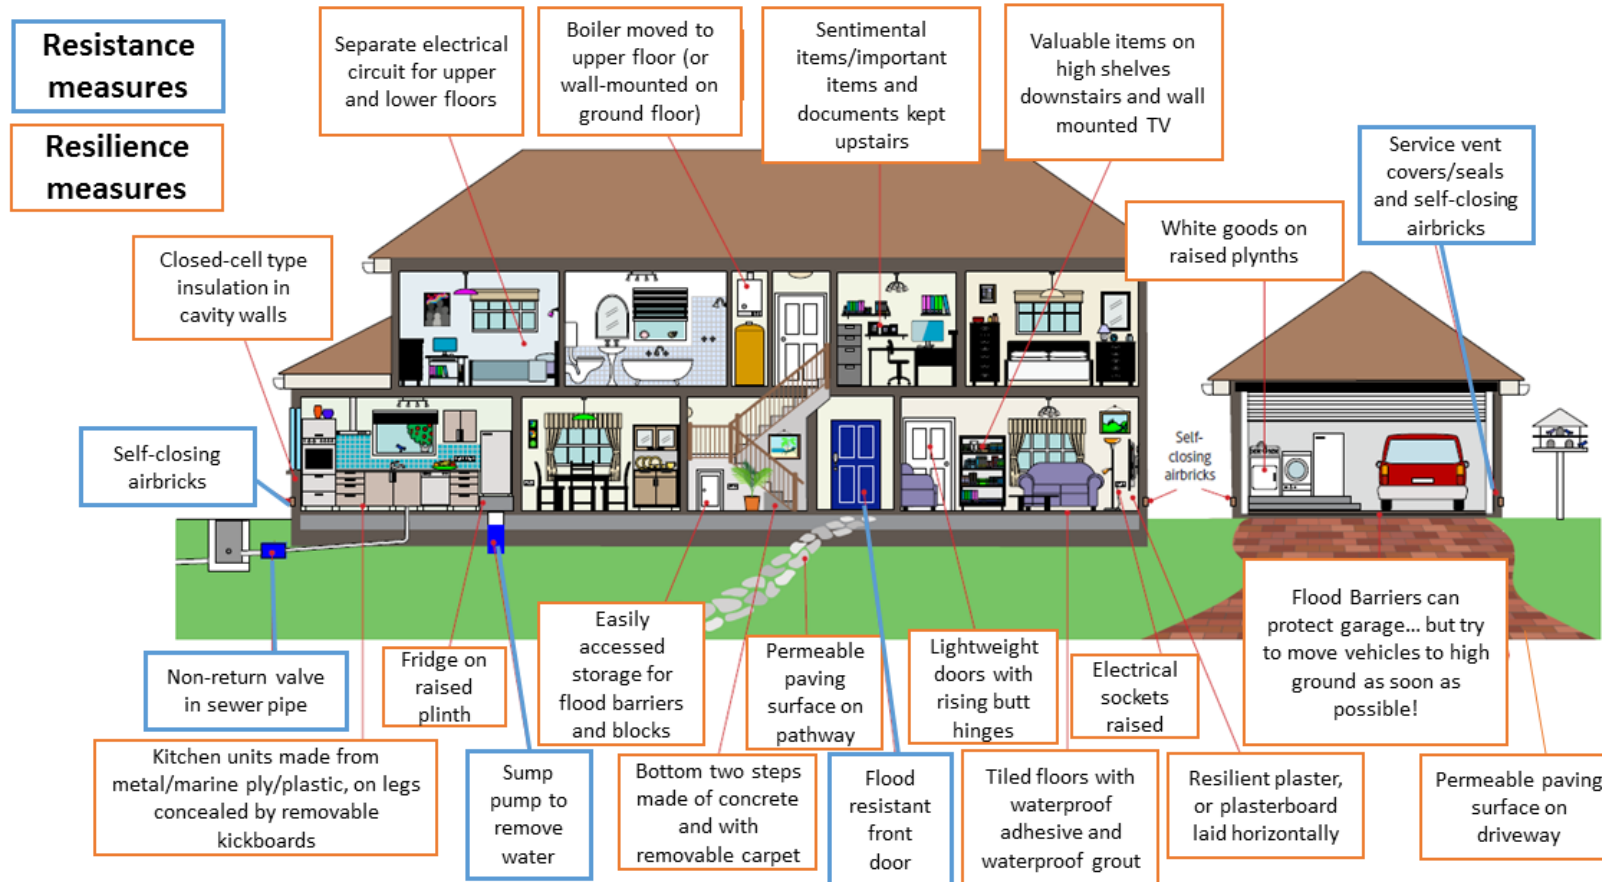 Resistance
measures
Resilience
measures
Separate electrical
circuit for upper
and lower floors
Boiler moved to
upper floor (or
wall-mounted on
ground floor)
Sentimental
items/important
items and
documents kept
upstairs
Valuable items on
high shelves
downstairs and wall
mounted TV
Service vent
covers/seals
and self-closing
airbricks
White goods on
raised plynths
Closed-cell type
insulation in
cavity walls
Self-closing
airbricks
Self-
closing
airbricks
Non-return valve
in sewer pipe
Fridge on
raised
plinth
Easily
accessed
storage for
flood barriers
and blocks
Permeable
paving
surface on
pathway
Lightweight
doors with
rising butt
hinges
Electrical
sockets
raised
Flood Barriers can
protect garage... but try
to move vehicles to high
ground as soon as
possible!
Kitchen units made from
metal/marine ply/plastic, on legs
concealed by removable
kickboards
Sump
pump to
remove
water
Bottom two steps
made of concrete
and with
removable carpet
Flood
resistant
front
door
Tiled floors with
waterproof
adhesive and
waterproof grout
Resilient plaster,
or plasterboard
laid horizontally
Permeable paving
surface on
driveway